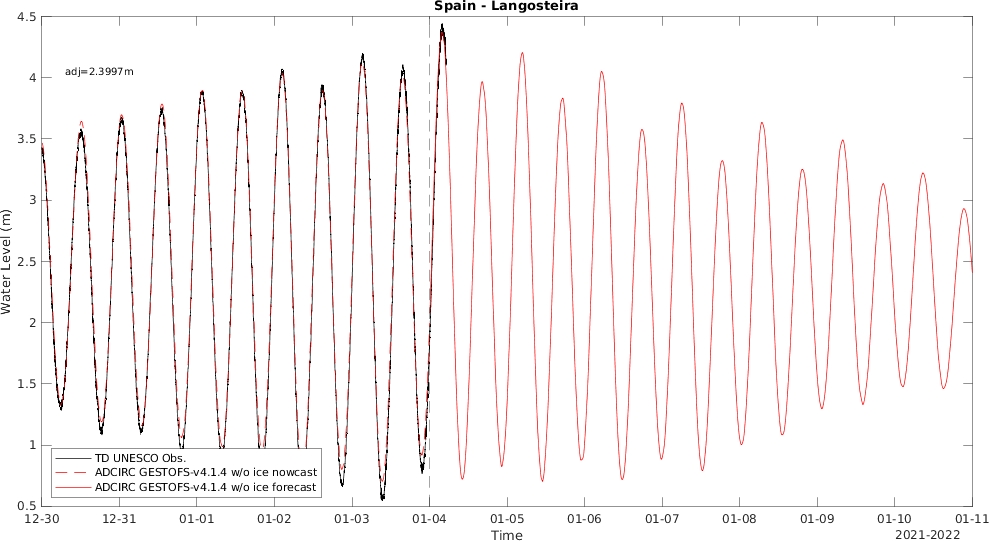 Spain - Langosteira
4.5
4
3.5
3
2.5
2
1.5
1
0.5
Water Level (m)
adj=2.3997m
TD UNESCO Obs.
ADCIRC GESTOFS-v4.1.4 w/o ice nowcast
ADCIRC GESTOFS-v4.1.4 w/o ice forecast
12-30 12-31 01-01 01-02 01-03 01-04 01-05 01-06 01-07 01-08 01-09 01-10 01-11
Time
2021-2022